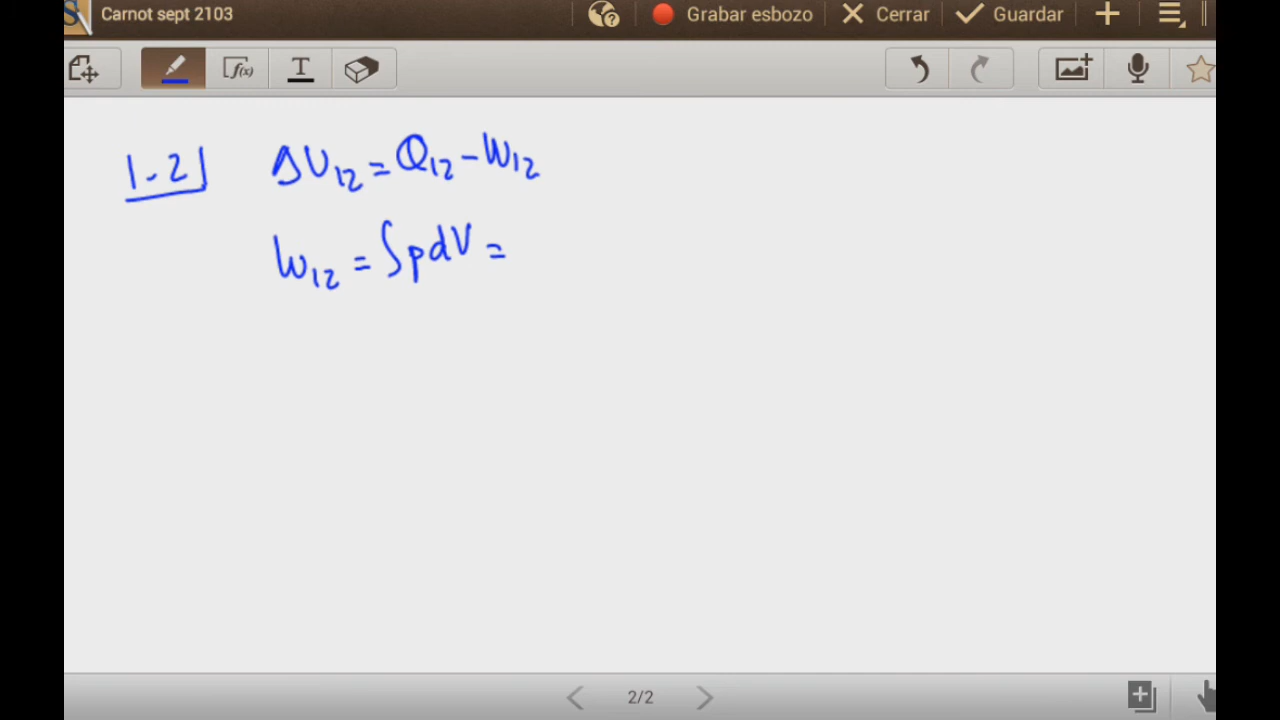 Carnot sept 2103
Grabar esbozo
Cerrar
Guardar
f(x)
T
1-2
ΔU12 = Q12 - W12
W12 = ∫pdV =
2/2